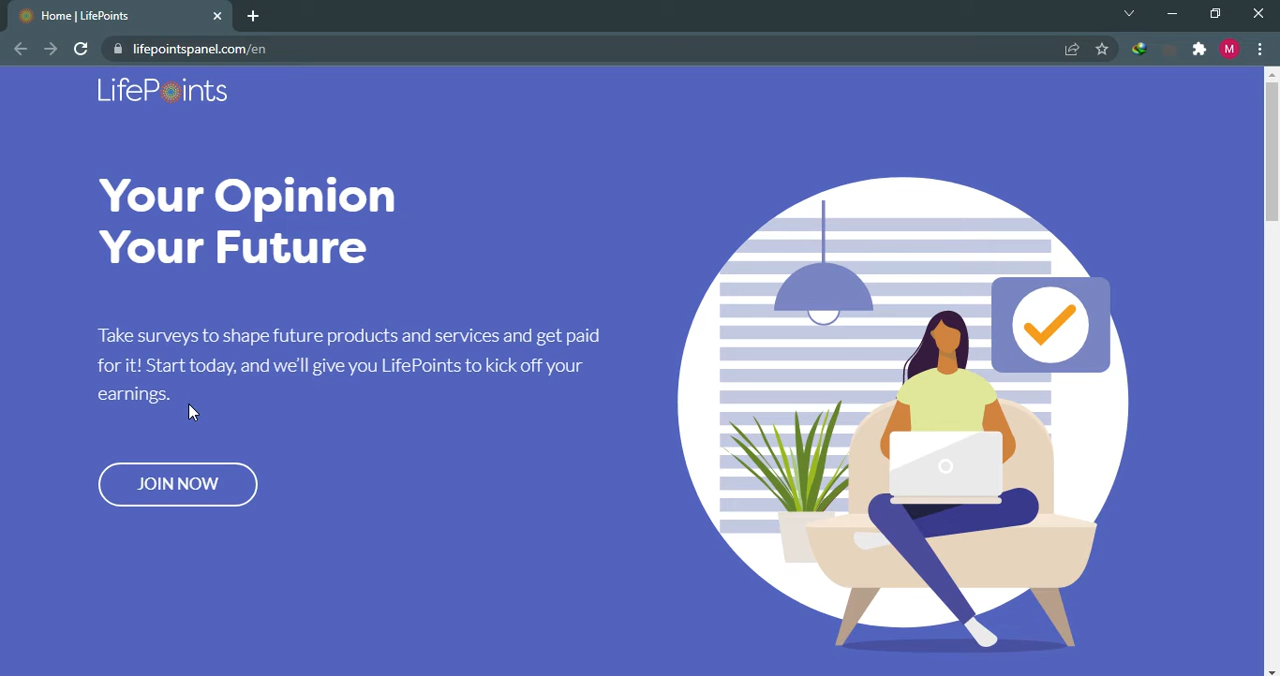 Home | LifePoints
lifepointspanel.com/en
M
LifePoints
Your Opinion
Your Future
Take surveys to shape future products and services and get paid
for it! Start today, and we'll give you LifePoints to kick off your
earnings.
JOIN NOW